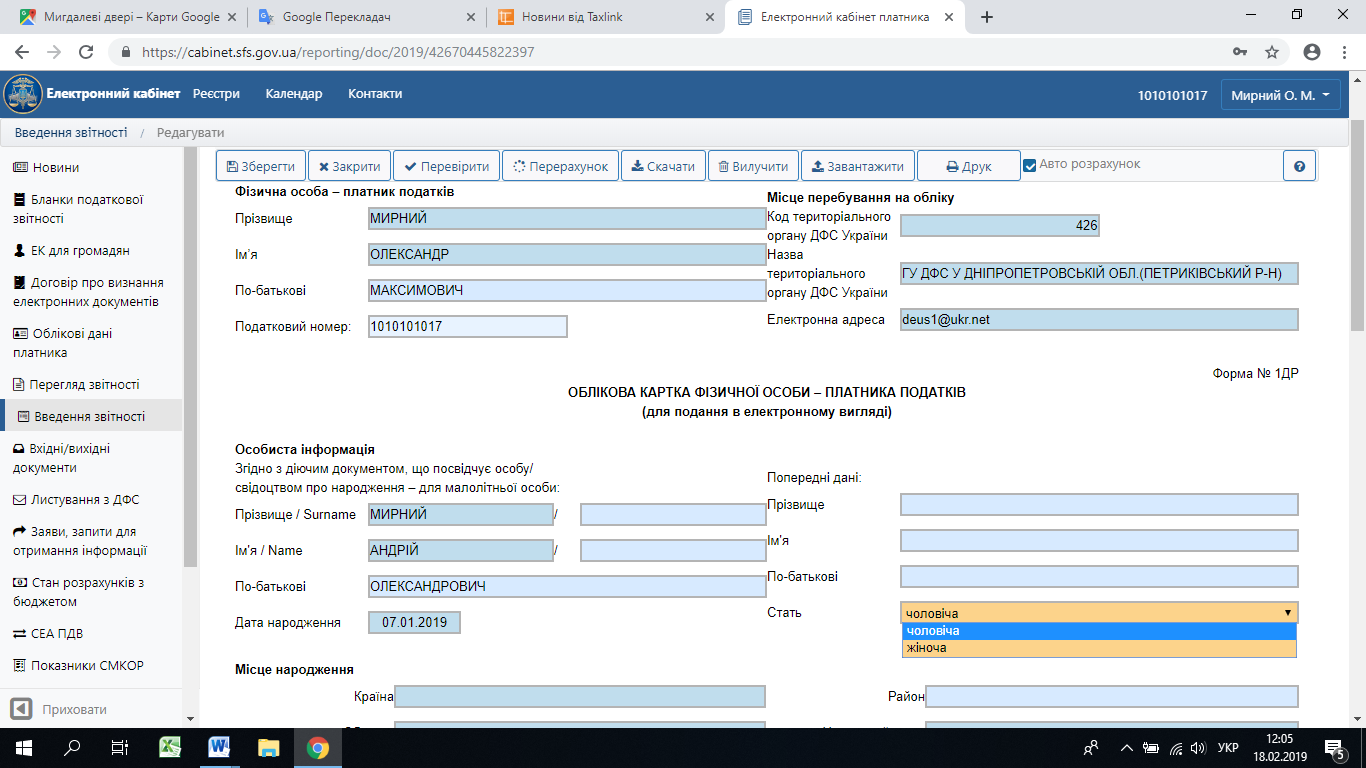 Мигдалеві двері – Карти Google
Google Перекладач
Новини від Taxlink
Електронний кабінет платника
https://cabinet.sfs.gov.ua/reporting/doc/2019/42670445822397
Електронний кабінет Реєстри Календар Контакти 1010101017 Мирний О. М.
Введення звітності / Редагувати
Новини
Бланки податкової
звітності
ЕК для громадян
Договір про визнання
електронних документів
Облікові дані
платника
Перегляд звітності
Введення звітності
Вхідні/вихідні
документи
Листування з ДФС
Заяви, запити для
отримання інформації
Стан розрахунків з
бюджетом
СЕА ПДВ
Показники СМКОР
Приховати
Зберегти Закрити Перевірити Перерахунок Скачати Вилучити Завантажити Друк Авто розрахунок ?
Фізична особа – платник податків
Прізвище МИРНИЙ
Ім’я ОЛЕКСАНДР
По-батькові МАКСИМОВИЧ
Податковий номер: 1010101017
Місце перебування на обліку
Код територіального
органу ДФС України 426
Назва
територіального ГУ ДФС У ДНІПРОПЕТРОВСЬКІЙ ОБЛ.(ПЕТРИКІВСЬКИЙ Р-Н)
органу ДФС України
Електронна адреса deus1@ukr.net
Форма № 1ДР
ОБЛІКОВА КАРТКА ФІЗИЧНОЇ ОСОБИ – ПЛАТНИКА ПОДАТКІВ
(для подання в електронному вигляді)
Особиста інформація
Згідно з діючим документом, що посвідчує особу/
свідоцтвом про народження – для малолітньої особи:
Прізвище / Surname МИРНИЙ /
Ім'я / Name АНДРІЙ /
По-батькові ОЛЕКСАНДРОВИЧ
Дата народження 07.01.2019
Попередні дані:
Прізвище
Ім'я
По-батькові
Стать чоловіча
чоловіча
жіноча
Місце народження
Країна Район
УКР 12:05
18.02.2019
5